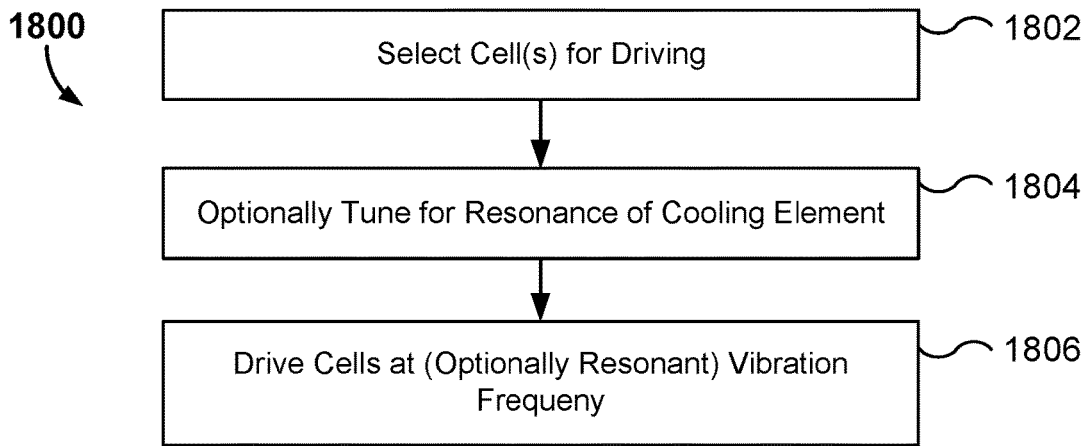 1800
1802
Select Cell(s) for Driving
1804
Optionally Tune for Resonance of Cooling Element
1806
Drive Cells at (Optionally Resonant) Vibration
Frequeny